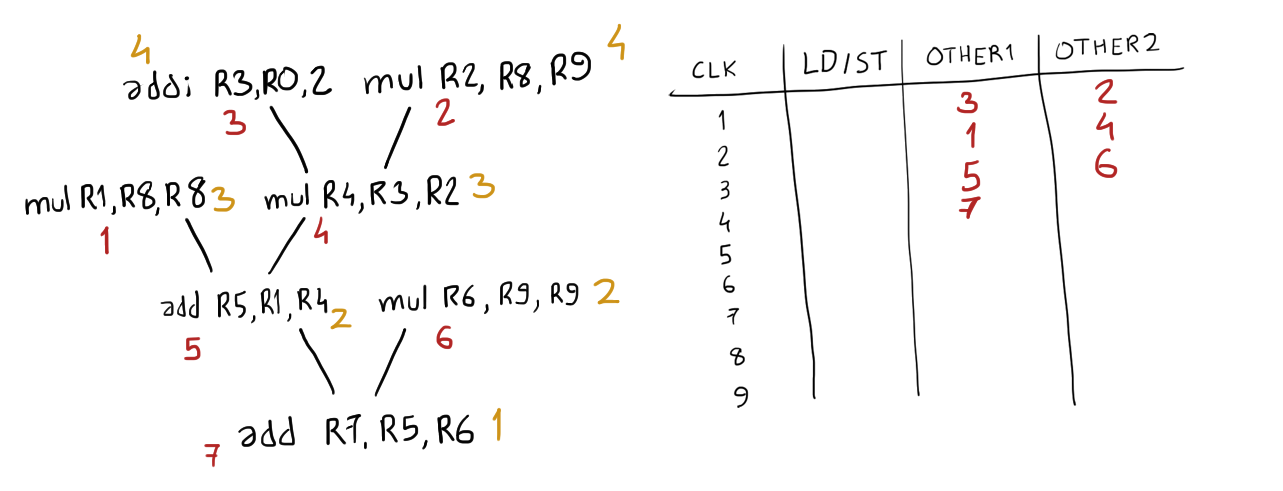 4 4
addi R3,R0,2 mul R2, R8, R9
3 2
mul R1,R8,R8 3 mul R4,R3,R2 3
1 4
add R5,R1,R4 2 mul R6, R9, R9 2
5 6
add R7, R5, R6 1
7
CLK LD/ST OTHER1 OTHER2
1 3 2
2 1 4
3 5 6
4 7
5
6
7
8
9